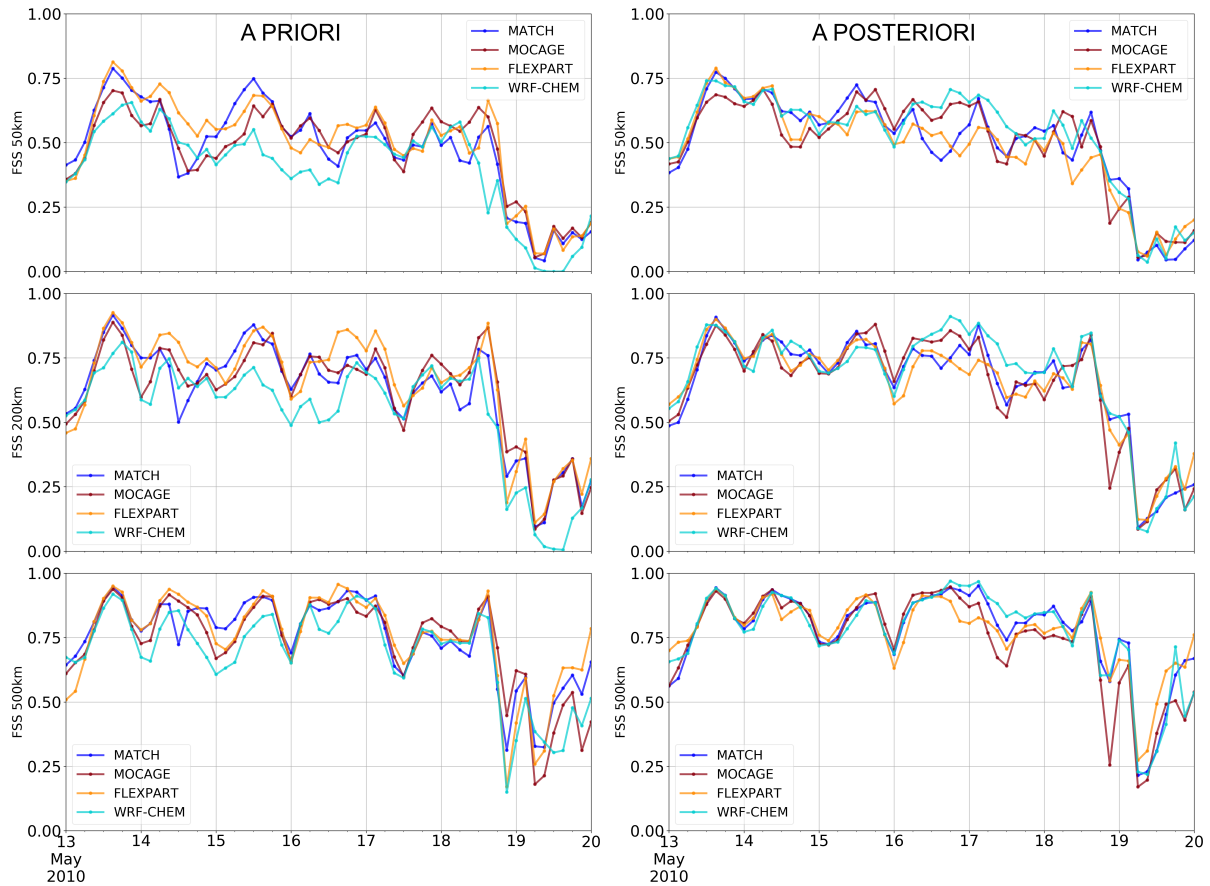 A PRIORI
FSS 50km
1.00
0.75
0.50
0.25
0.00
MATCH
MOCAGE
FLEXPART
WRF-CHEM
A POSTERIORI
FSS 50km
1.00
0.75
0.50
0.25
0.00
MATCH
MOCAGE
FLEXPART
WRF-CHEM
FSS 200km
1.00
0.75
0.50
0.25
0.00
MATCH
MOCAGE
FLEXPART
WRF-CHEM
FSS 200km
1.00
0.75
0.50
0.25
0.00
MATCH
MOCAGE
FLEXPART
WRF-CHEM
FSS 500km
1.00
0.75
0.50
0.25
0.00
MATCH
MOCAGE
FLEXPART
WRF-CHEM
13 14 15 16 17 18 19 20
May
2010
FSS 500km
1.00
0.75
0.50
0.25
0.00
MATCH
MOCAGE
FLEXPART
WRF-CHEM
13 14 15 16 17 18 19 20
May
2010